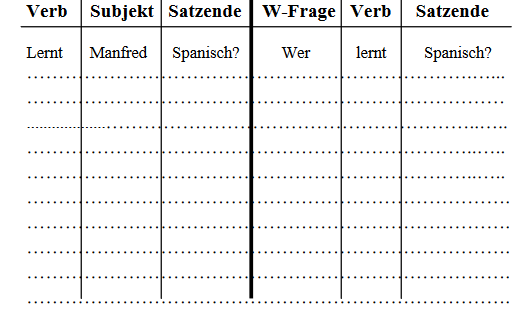 Verb Subjekt Satzende W-Frage Verb Satzende
Lernt Manfred Spanisch? Wer lernt Spanisch?